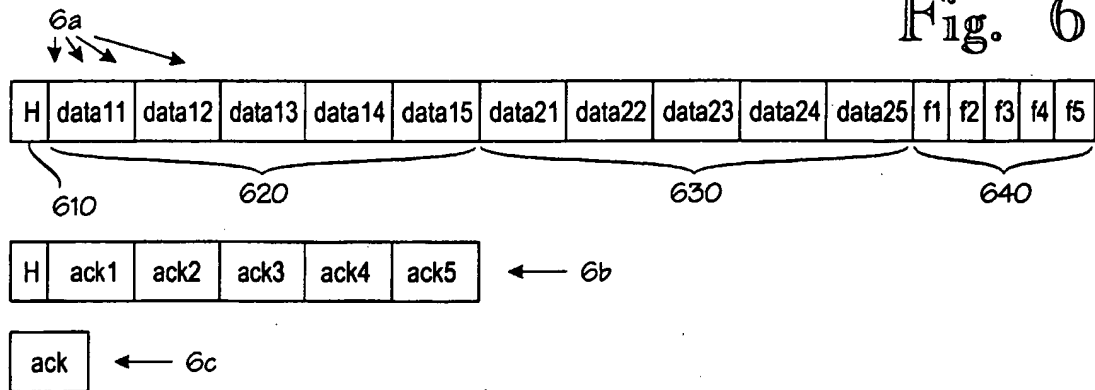 Fig. 6
6a
H data11 data12 data13 data14 data15 data21 data22 data23 data24 data25 f1 f2 f3 f4 f5
610 620 630 640
H ack1 ack2 ack3 ack4 ack5 6b
ack 6c